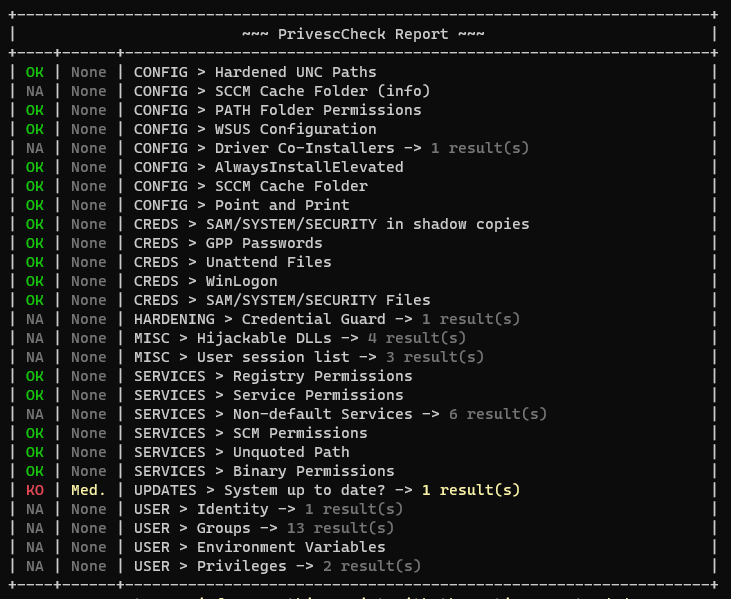 ~~~ PrivescCheck Report ~~~
| OK | None | CONFIG > Hardened UNC Paths |
| NA | None | CONFIG > SCCM Cache Folder (info) |
| OK | None | CONFIG > PATH Folder Permissions |
| OK | None | CONFIG > WSUS Configuration |
| NA | None | CONFIG > Driver Co-Installers -> 1 result(s) |
| OK | None | CONFIG > AlwaysInstallElevated |
| OK | None | CONFIG > SCCM Cache Folder |
| OK | None | CONFIG > Point and Print |
| OK | None | CREDS > SAM/SYSTEM/SECURITY in shadow copies |
| OK | None | CREDS > GPP Passwords |
| OK | None | CREDS > Unattend Files |
| OK | None | CREDS > WinLogon |
| OK | None | CREDS > SAM/SYSTEM/SECURITY Files |
| NA | None | HARDENING > Credential Guard -> 1 result(s) |
| NA | None | MISC > Hijackable DLLs -> 4 result(s) |
| NA | None | MISC > User session list -> 3 result(s) |
| OK | None | SERVICES > Registry Permissions |
| OK | None | SERVICES > Service Permissions |
| NA | None | SERVICES > Non-default Services -> 6 result(s) |
| OK | None | SERVICES > SCM Permissions |
| OK | None | SERVICES > Unquoted Path |
| OK | None | SERVICES > Binary Permissions |
| KO | Med. | UPDATES > System up to date? -> 1 result(s) |
| NA | None | USER > Identity -> 1 result(s) |
| NA | None | USER > Groups -> 13 result(s) |
| NA | None | USER > Environment Variables |
| NA | None | USER > Privileges -> 2 result(s) |